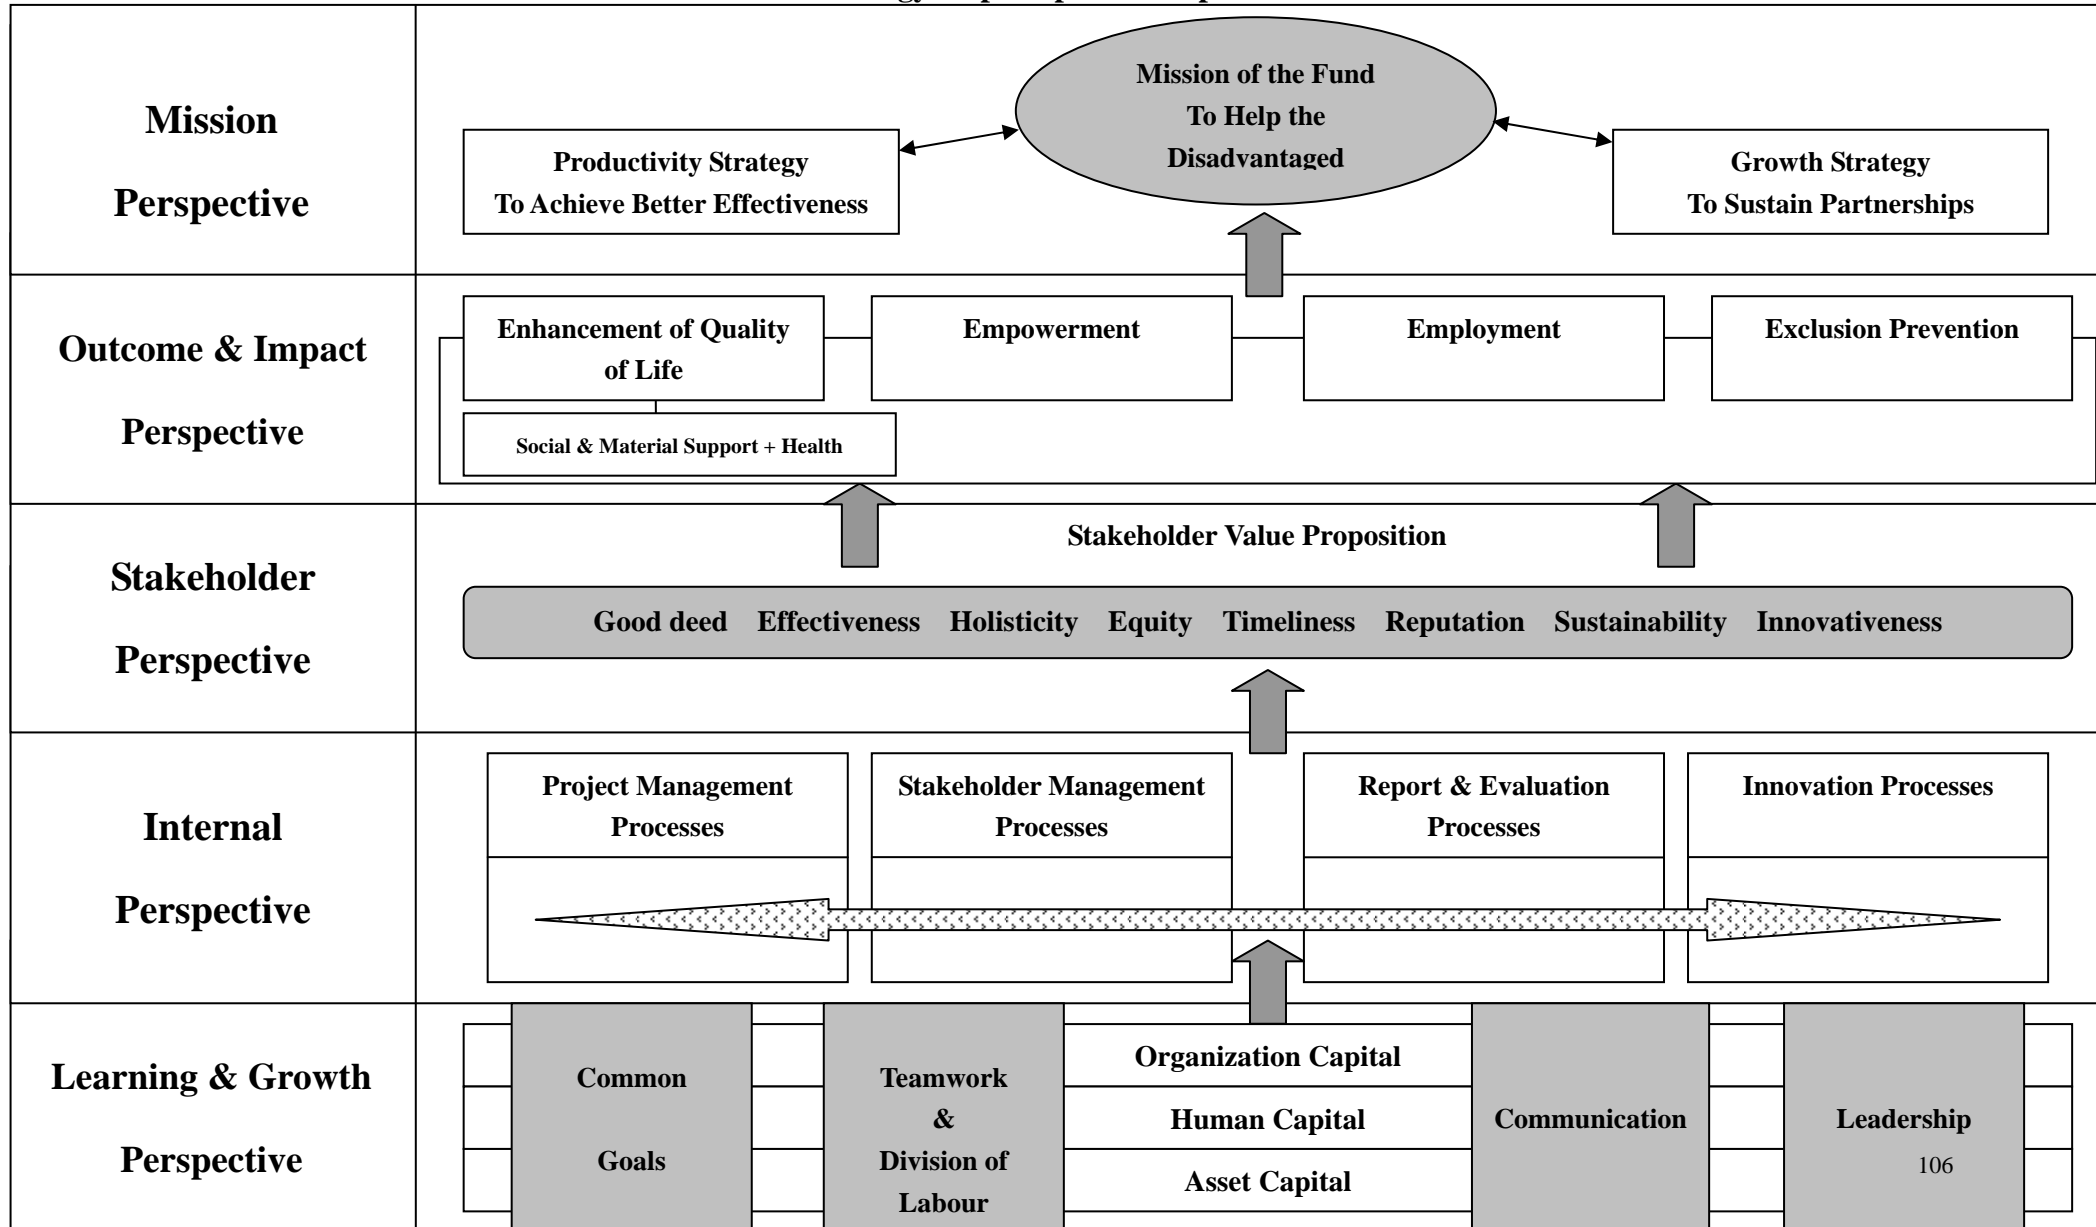 Mission
Perspective
Mission of the Fund
To Help the
Disadvantaged
Productivity Strategy
To Achieve Better Effectiveness
Growth Strategy
To Sustain Partnerships
Outcome & Impact
Perspective
Enhancement of Quality
of Life
Empowerment
Employment
Exclusion Prevention
Social & Material Support + Health
Stakeholder
Perspective
Stakeholder Value Proposition
Good deed Effectiveness Holisticity Equity Timeliness Reputation Sustainability Innovativeness
Internal
Perspective
Project Management
Processes
Stakeholder Management
Processes
Report & Evaluation
Processes
Innovation Processes
Learning & Growth
Perspective
Common
Goals
Teamwork
&
Division of
Labour
Organization Capital
Human Capital
Asset Capital
Communication
Leadership
106